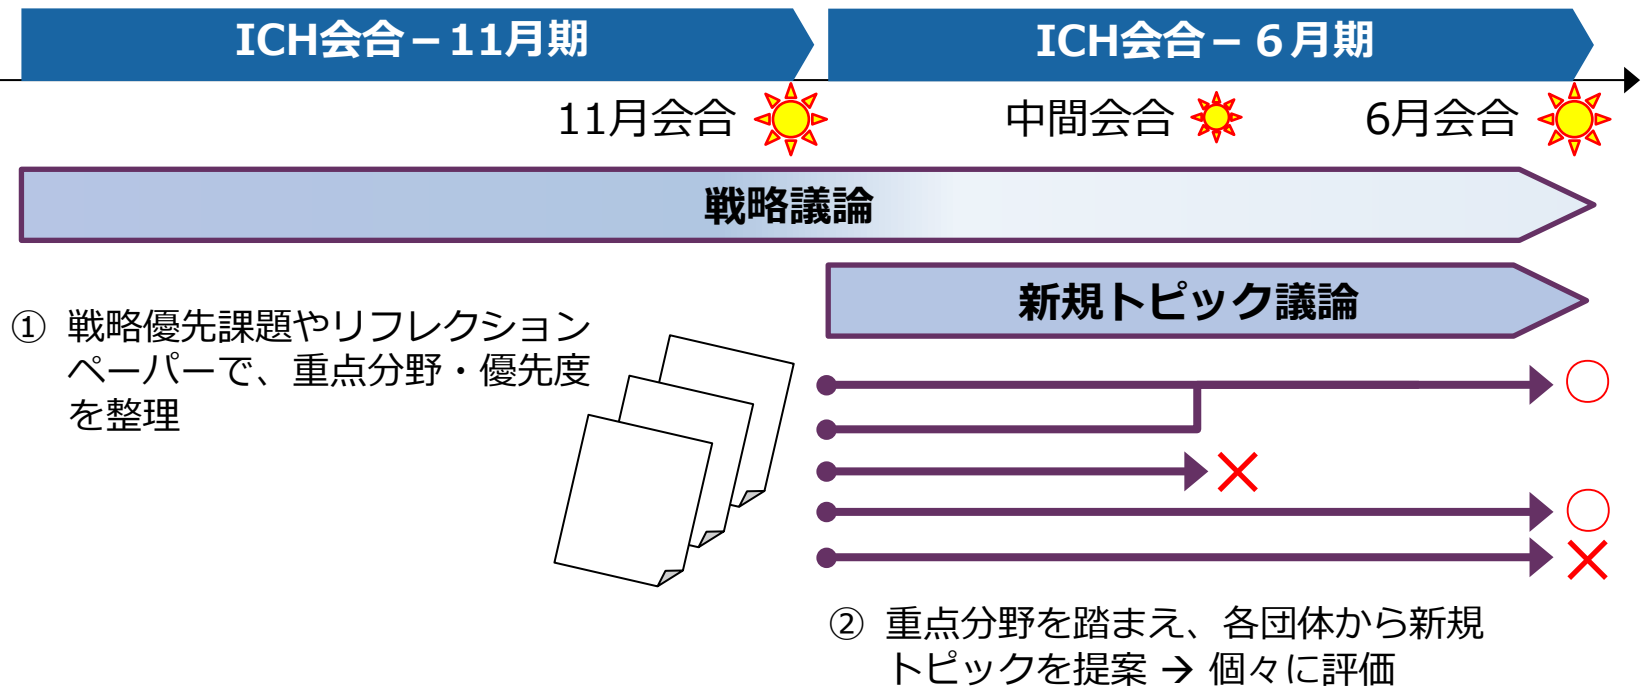 ICH会合－11月期
ICH会合－６月期
11月会合
中間会合
6月会合
戦略議論
新規トピック議論
① 戦略優先課題やリフレクション
ペーパーで、重点分野・優先度
を整理
② 重点分野を踏まえ、各団体から新規
トピックを提案 → 個々に評価